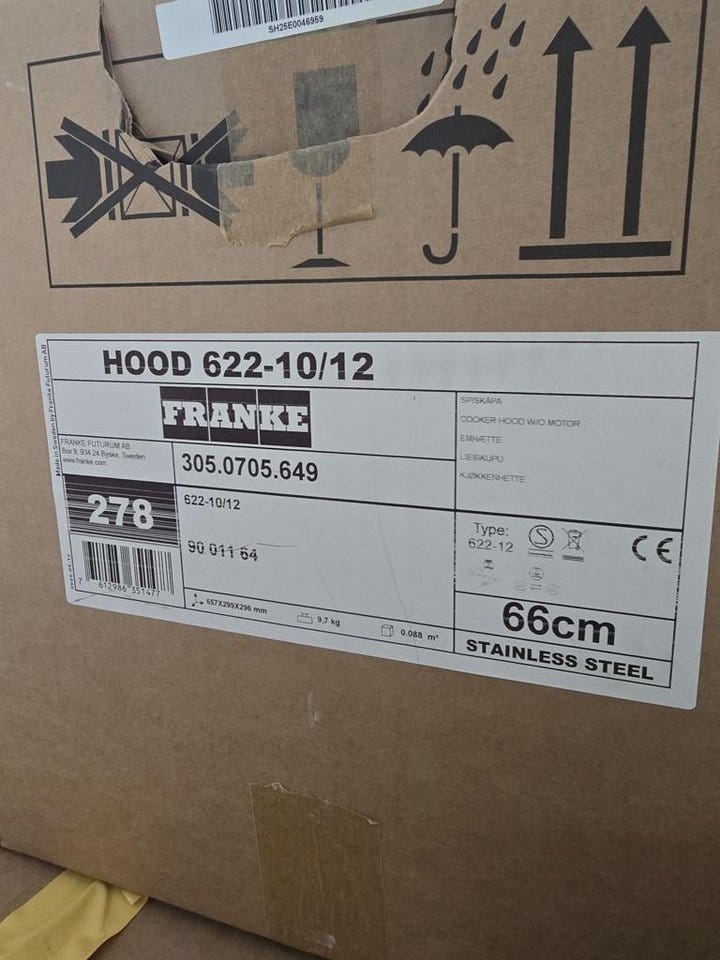 SH25E0046959
HOOD 622-10/12
FRANKE
SPISKÅPA
COOKER HOOD W/O MOTOR
EMHÆTTE
LIESIKUPU
KJØKKENHETTE
Made in Sweden by Franke Futurum AB
FRANKE FUTURUM AB
Box 9, 934 24 Byske, Sweden
www.franke.com
305.0705.649
278
622-10/12
90 011 64
Type:
622-12
S
CE
7 612986 351477
657X299X296 mm
9,7 kg
0.088 m³
66cm
STAINLESS STEEL